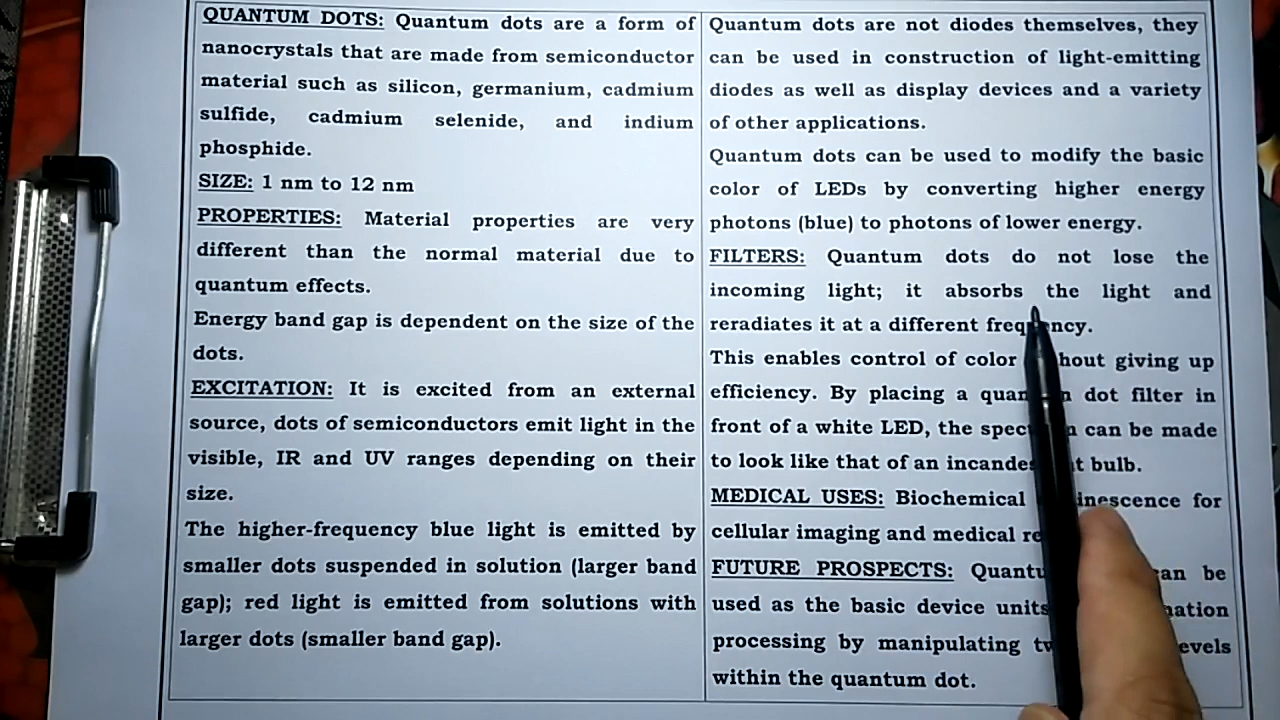 QUANTUM DOTS: Quantum dots are a form of
nanocrystals that are made from semiconductor
material such as silicon, germanium, cadmium
sulfide, cadmium selenide, and indium
phosphide.
SIZE: 1 nm to 12 nm
PROPERTIES: Material properties are very
different than the normal material due to
quantum effects.
Energy band gap is dependent on the size of the
dots.
EXCITATION: It is excited from an external
source, dots of semiconductors emit light in the
visible, IR and UV ranges depending on their
size.
The higher-frequency blue light is emitted by
smaller dots suspended in solution (larger band
gap); red light is emitted from solutions with
larger dots (smaller band gap).
Quantum dots are not diodes themselves, they
can be used in construction of light-emitting
diodes as well as display devices and a variety
of other applications.
Quantum dots can be used to modify the basic
color of LEDs by converting higher energy
photons (blue) to photons of lower energy.
FILTERS: Quantum dots do not lose the
incoming light; it absorbs the light and
reradiates it at a different
This enables control of color giving up
efficiency. By placing a dot filter in
front of a white LED, the can be made
to look like that of an bulb.
MEDICAL USES: Biochemical for
cellular imaging and medical
FUTURE PROSPECTS: can be
used as the basic device units
processing by manipulating
within the quantum dot.